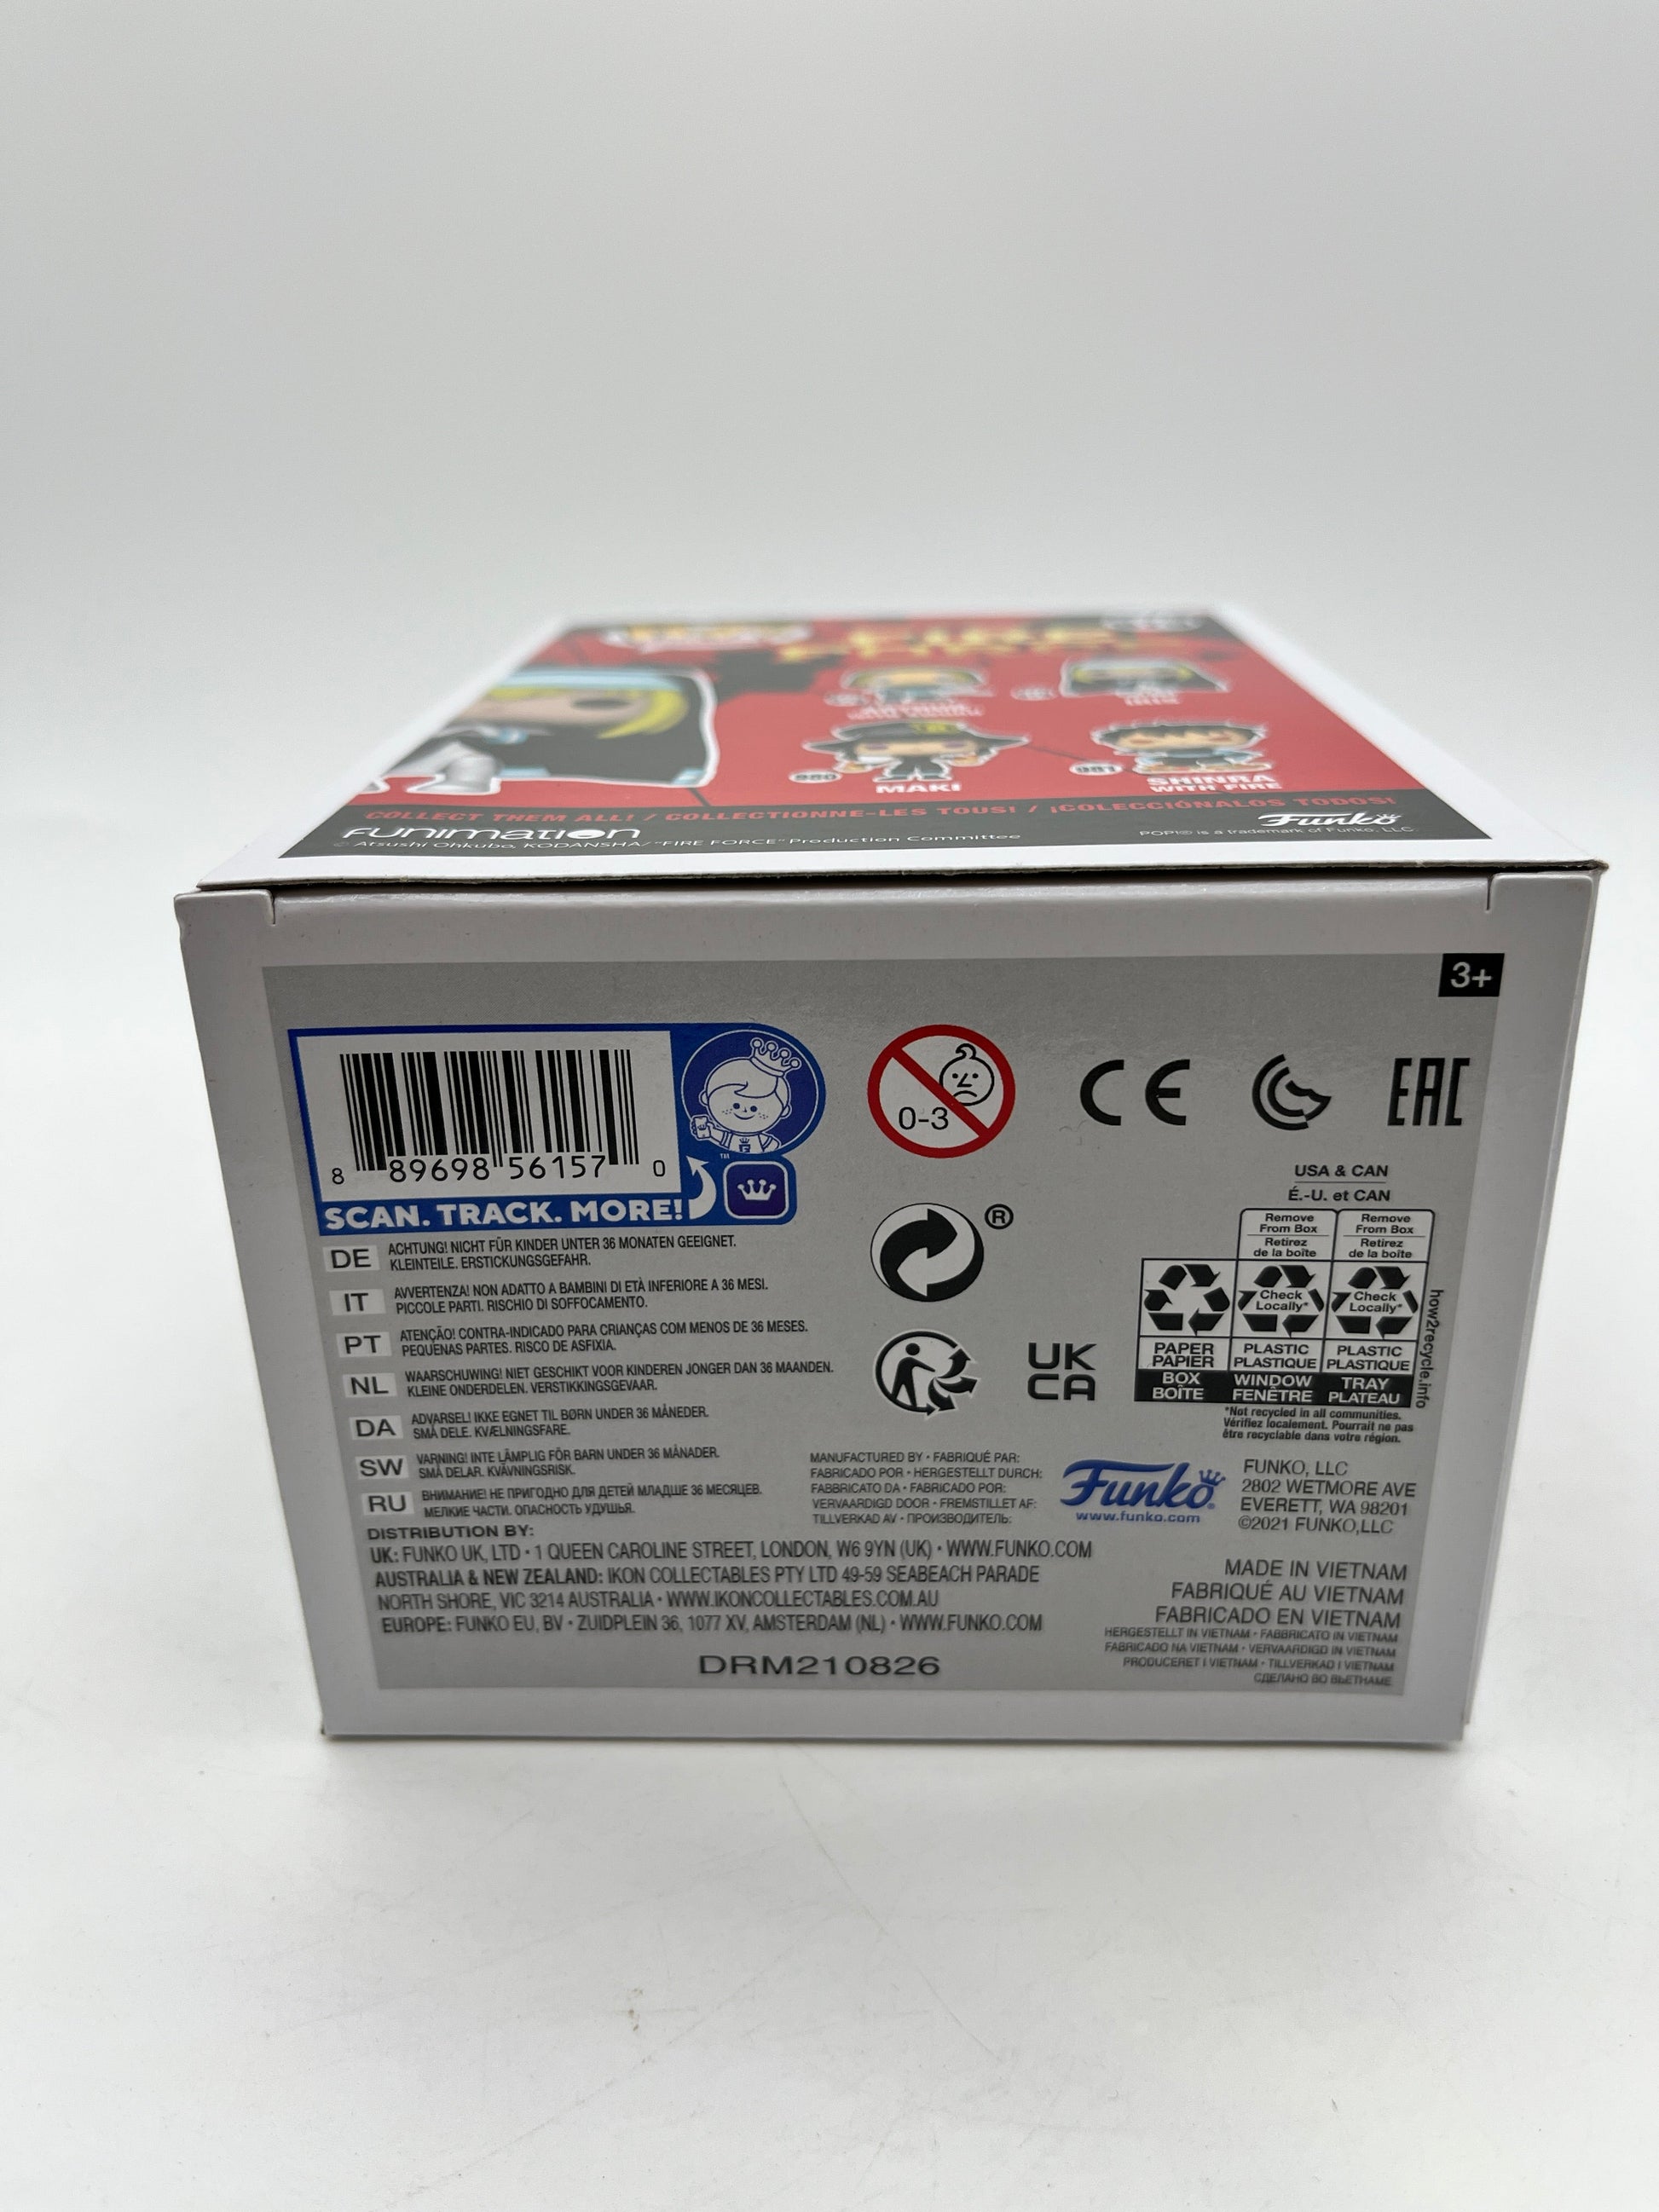 FIRE
FORCE
IRIS
980
MAKI
981
SHINRA
WITH FIRE
COLLECT THEM ALL! / COLLECTIONNE-LES TOUS! / ¡COLECCIÓNALOS TODOS!
FUNIMATION
Funko
© Atsushi Ohkubo, KODANSHA/ "FIRE FORCE" Production Committee
POP!® is a trademark of Funko, LLC
3+
8 89698 56157 0
SCAN. TRACK. MORE!
TM
0-3
CE
EAC
USA & CAN
É.-U. et CAN
Remove
From Box
Retirez
de la boîte
Remove
From Box
Retirez
de la boîte
Check
Locally*
Check
Locally*
PAPER
PAPIER
PLASTIC
PLASTIQUE
PLASTIC
PLASTIQUE
BOX
BOÎTE
WINDOW
FENÊTRE
TRAY
PLATEAU
how2recycle.info
*Not recycled in all communities.
Vérifiez localement. Pourrait ne pas
être recyclable dans votre région.
®
UK
CA
DE ACHTUNG! NICHT FÜR KINDER UNTER 36 MONATEN GEEIGNET.
KLEINTEILE. ERSTICKUNGSGEFAHR.
IT AVVERTENZA! NON ADATTO A BAMBINI DI ETÀ INFERIORE A 36 MESI.
PICCOLE PARTI. RISCHIO DI SOFFOCAMENTO.
PT ATENÇÃO! CONTRA-INDICADO PARA CRIANÇAS COM MENOS DE 36 MESES.
PEQUENAS PARTES. RISCO DE ASFIXIA.
NL WAARSCHUWING! NIET GESCHIKT VOOR KINDEREN JONGER DAN 36 MAANDEN.
KLEINE ONDERDELEN. VERSTIKKINGSGEVAAR.
DA ADVARSEL! IKKE EGNET TIL BØRN UNDER 36 MÅNEDER.
SMÅ DELE. KVÆLNINGSFARE.
SW VARNING! INTE LÄMPLIG FÖR BARN UNDER 36 MÅNADER.
SMÅ DELAR. KVÄVNINGSRISK.
RU ВНИМАНИЕ! НЕ ПРИГОДНО ДЛЯ ДЕТЕЙ МЛАДШЕ 36 МЕСЯЦЕВ.
МЕЛКИЕ ЧАСТИ. ОПАСНОСТЬ УДУШЬЯ.
MANUFACTURED BY • FABRIQUÉ PAR:
FABRICADO POR • HERGESTELLT DURCH:
FABBRICATO DA • FABRICADO POR:
VERVAARDIGD DOOR • FREMSTILLET AF:
TILLVERKAD AV • ПРОИЗВОДИТЕЛЬ:
Funko
www.funko.com
FUNKO, LLC
2802 WETMORE AVE
EVERETT, WA 98201
©2021 FUNKO,LLC
DISTRIBUTION BY:
UK: FUNKO UK, LTD • 1 QUEEN CAROLINE STREET, LONDON, W6 9YN (UK) • WWW.FUNKO.COM
AUSTRALIA & NEW ZEALAND: IKON COLLECTABLES PTY LTD 49-59 SEABEACH PARADE
NORTH SHORE, VIC 3214 AUSTRALIA • WWW.IKONCOLLECTABLES.COM.AU
EUROPE: FUNKO EU, BV • ZUIDPLEIN 36, 1077 XV, AMSTERDAM (NL) • WWW.FUNKO.COM
MADE IN VIETNAM
FABRIQUÉ AU VIETNAM
FABRICADO EN VIETNAM
HERGESTELLT IN VIETNAM • FABBRICATO IN VIETNAM
FABRICADO NA VIETNAM • VERVAARDIGD IN VIETNAM
PRODUCERET I VIETNAM • TILLVERKAD I VIETNAM
СДЕЛАНО ВО ВЬЕТНАМЕ
DRM210826